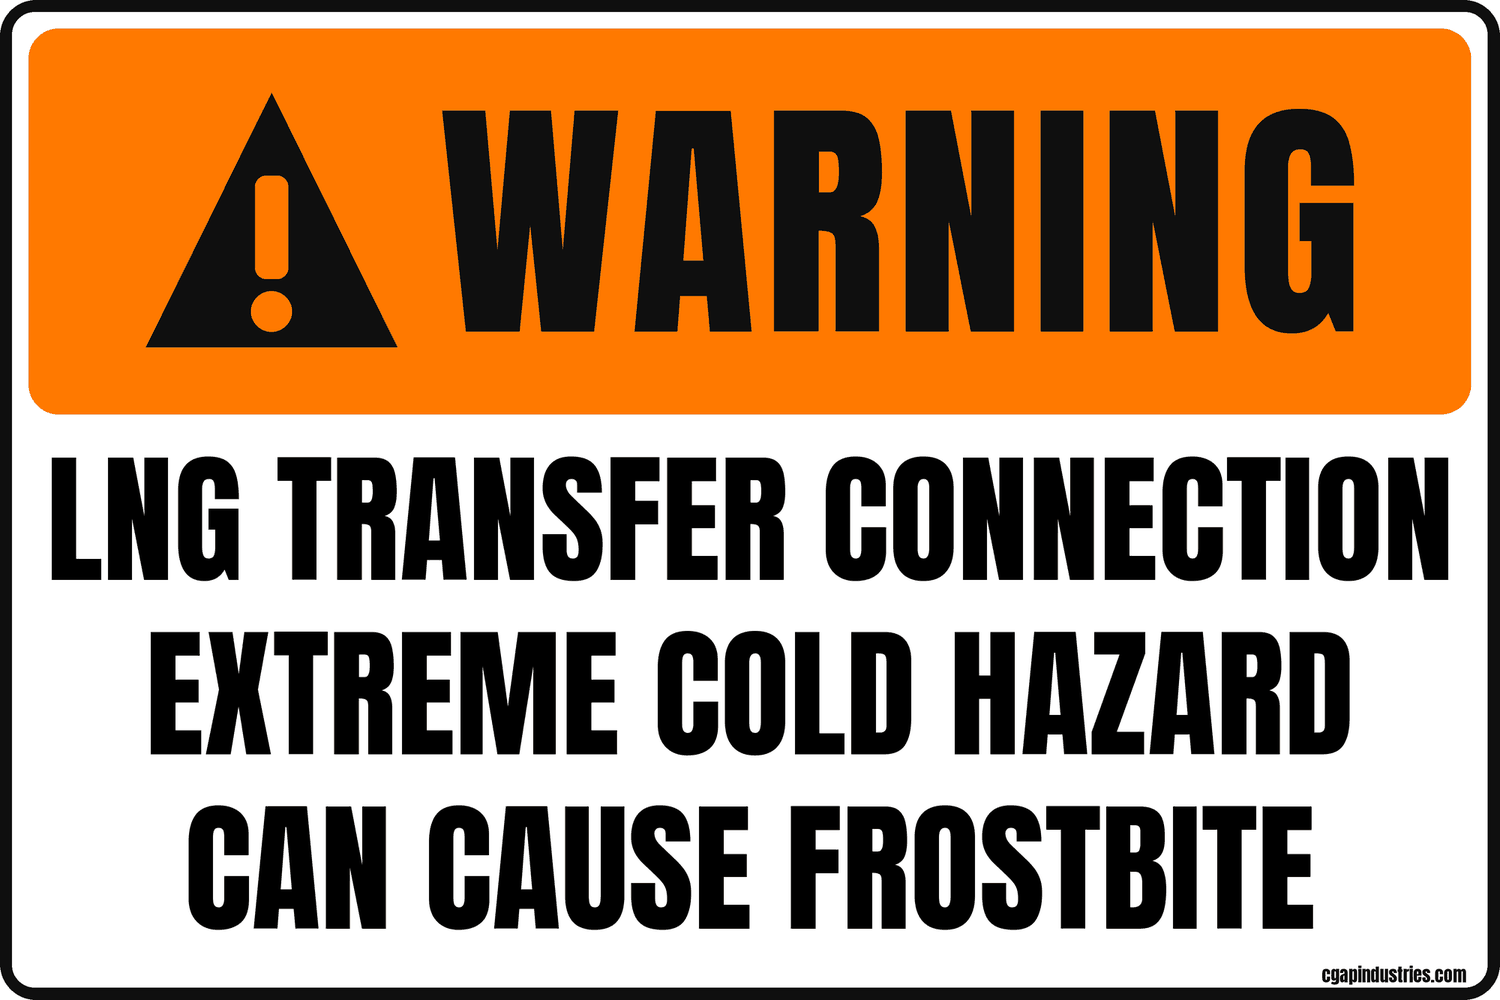 WARNING
LNG TRANSFER CONNECTION
EXTREME COLD HAZARD
CAN CAUSE FROSTBITE
cgapindustries.com